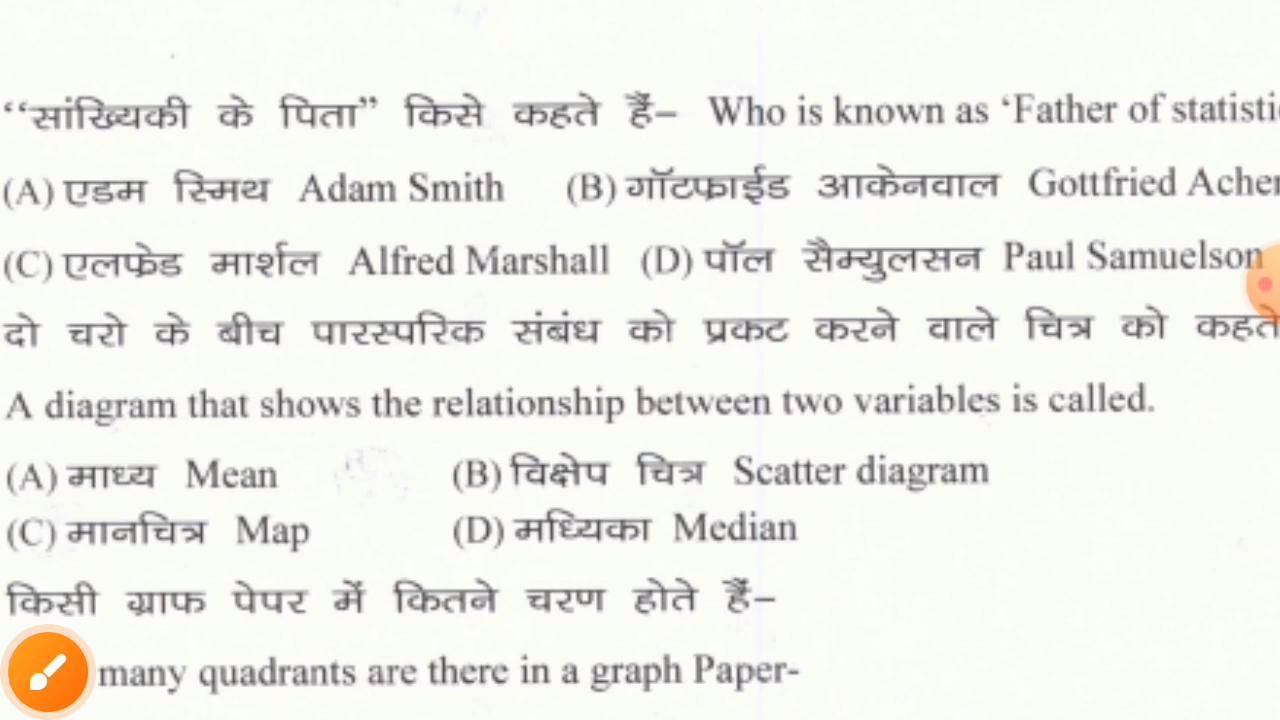 “सांख्यिकी के पिता” किसे कहते हैं– Who is known as ‘Father of
(A) एडम स्मिथ Adam Smith (B) गॉटफ्राईड आकेनवाल Gottfried
(C) एलफ्रेड मार्शल Alfred Marshall (D) पॉल सैम्युलसन Paul Samuelson
दो चरो के बीच पारस्परिक संबंध को प्रकट करने वाले चित्र को कहते
A diagram that shows the relationship between two variables is called.
(A) माध्य Mean (B) विक्षेप चित्र Scatter diagram
(C) मानचित्र Map (D) मध्यिका Median
किसी ग्राफ पेपर में कितने चरण होते हैं–
many quadrants are there in a graph Paper-